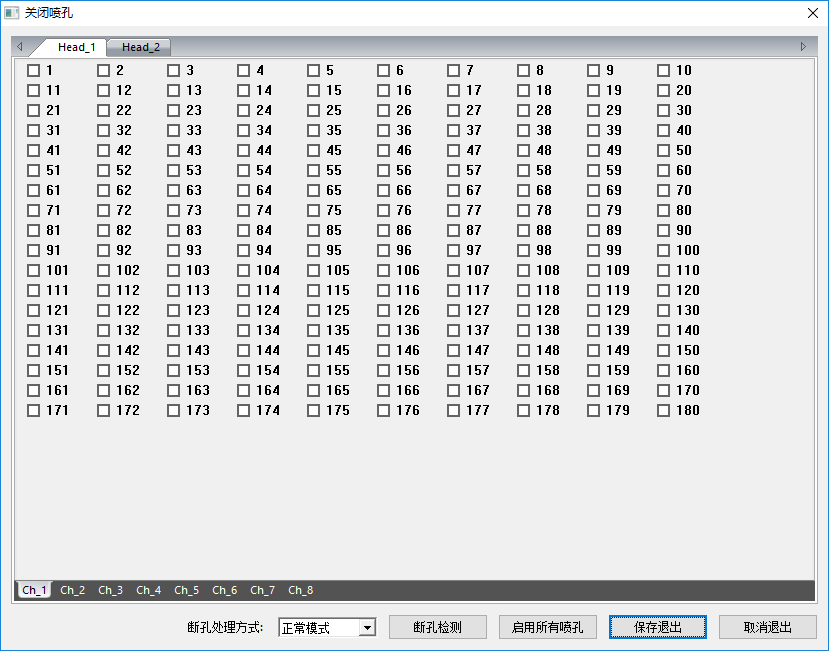 关闭喷孔
Head_1 Head_2
1 2 3 4 5 6 7 8 9 10
11 12 13 14 15 16 17 18 19 20
21 22 23 24 25 26 27 28 29 30
31 32 33 34 35 36 37 38 39 40
41 42 43 44 45 46 47 48 49 50
51 52 53 54 55 56 57 58 59 60
61 62 63 64 65 66 67 68 69 70
71 72 73 74 75 76 77 78 79 80
81 82 83 84 85 86 87 88 89 90
91 92 93 94 95 96 97 98 99 100
101 102 103 104 105 106 107 108 109 110
111 112 113 114 115 116 117 118 119 120
121 122 123 124 125 126 127 128 129 130
131 132 133 134 135 136 137 138 139 140
141 142 143 144 145 146 147 148 149 150
151 152 153 154 155 156 157 158 159 160
161 162 163 164 165 166 167 168 169 170
171 172 173 174 175 176 177 178 179 180
Ch_1 Ch_2 Ch_3 Ch_4 Ch_5 Ch_6 Ch_7 Ch_8
断孔处理方式: 正常模式 断孔检测 启用所有喷孔 保存退出 取消退出